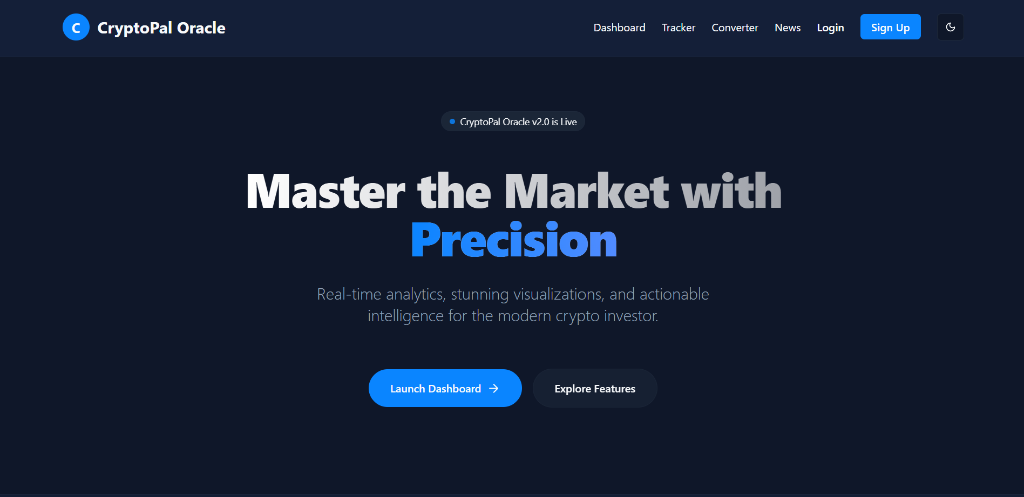 C CryptoPal Oracle
Dashboard Tracker Converter News Login Sign Up
CryptoPal Oracle v2.0 is Live
Master the Market with
Precision
Real-time analytics, stunning visualizations, and actionable
intelligence for the modern crypto investor.
Launch Dashboard → Explore Features